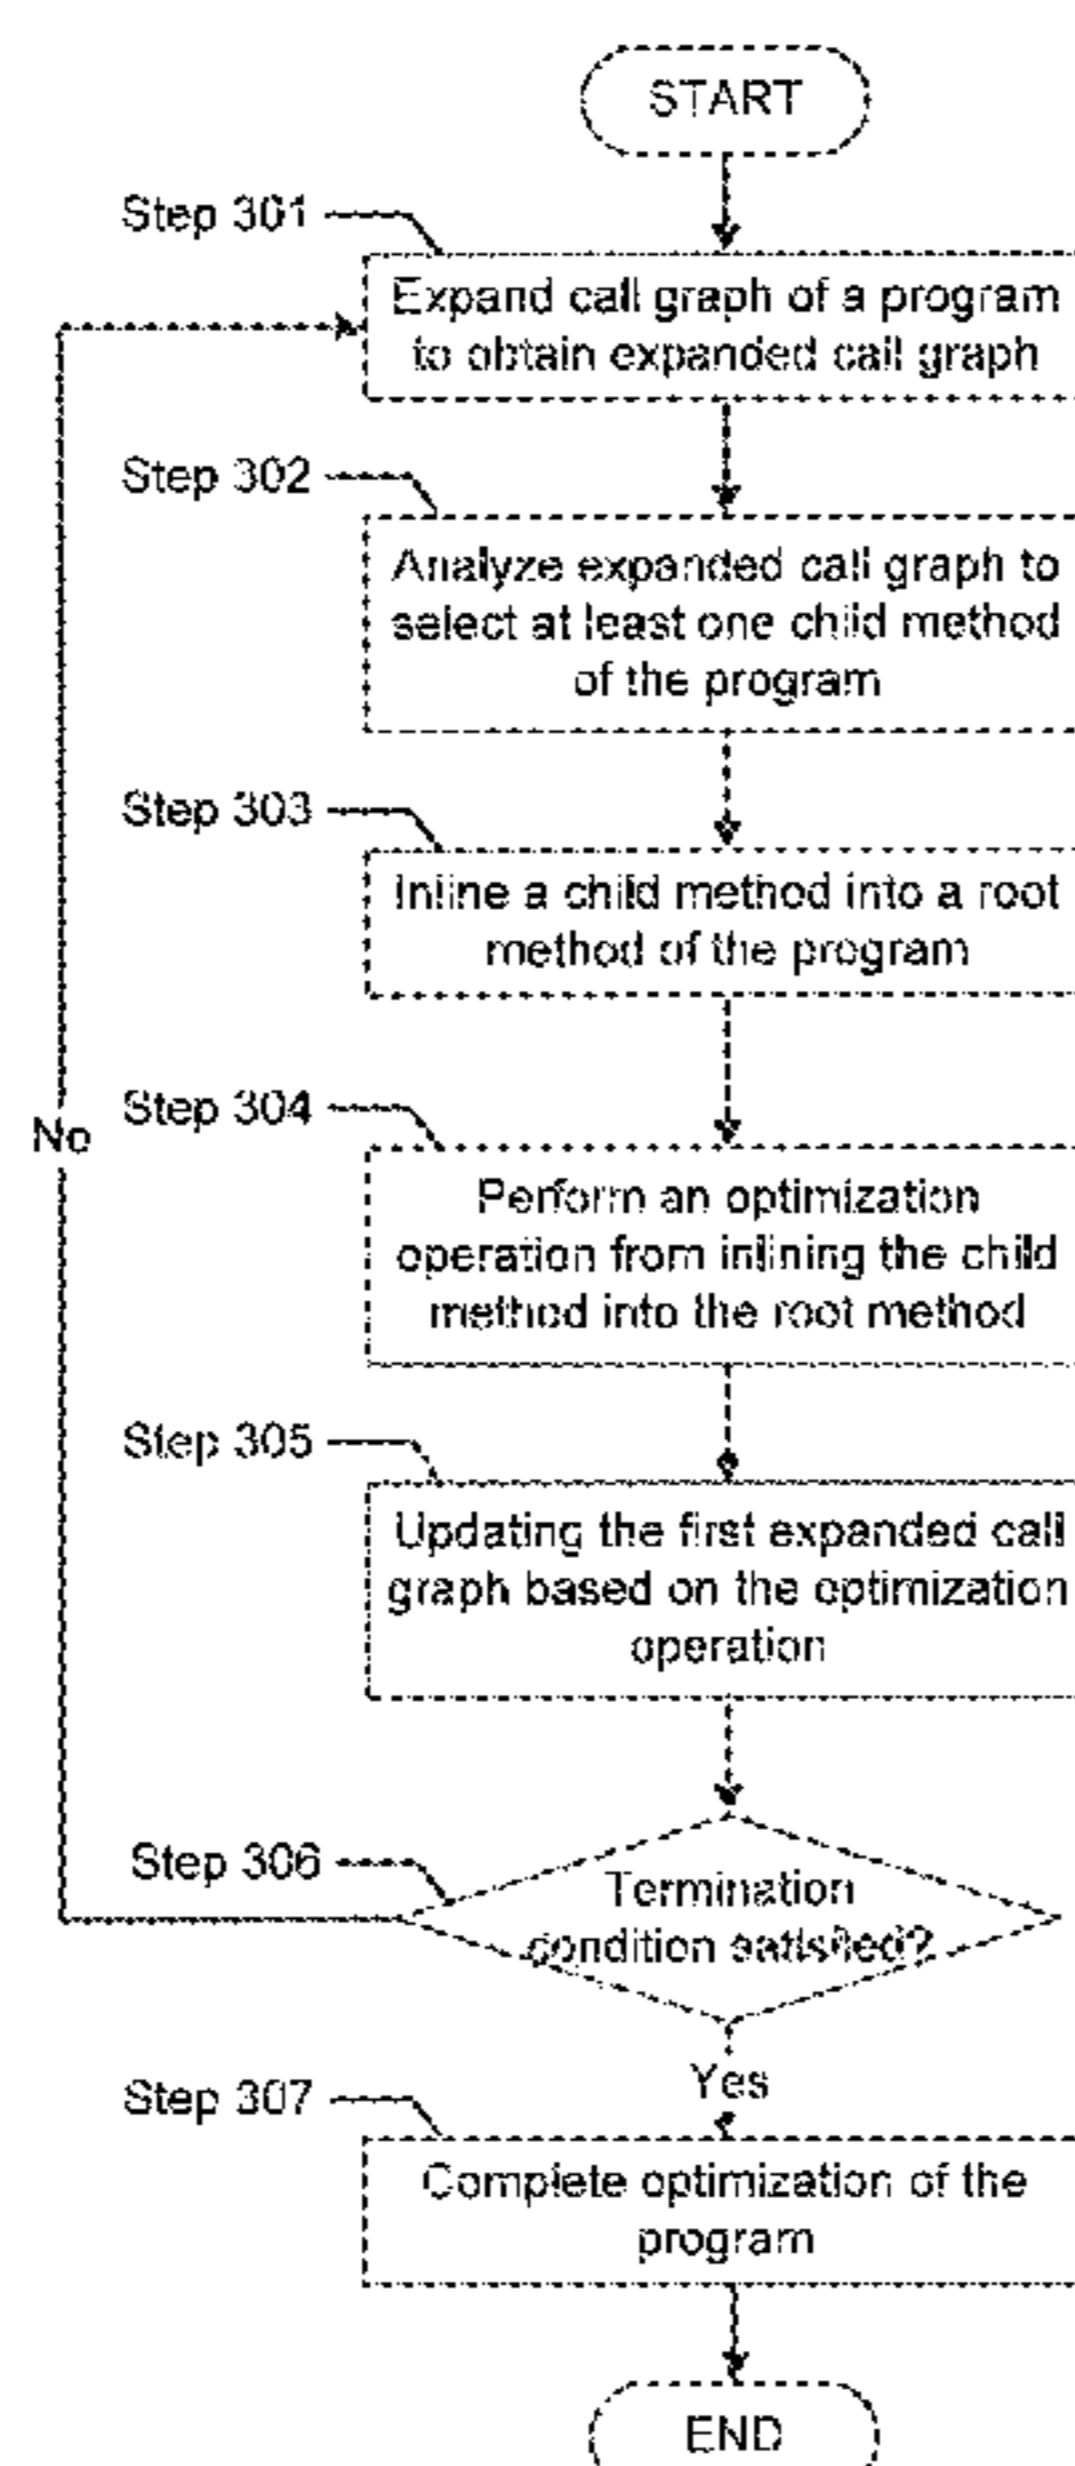 START
Step 301
Expand call graph of a program
to obtain expanded call graph
Step 302
Analyze expanded call graph to
select at least one child method
of the program
Step 303
Inline a child method into a root
method of the program
Step 304
No
Perform an optimization
operation from inlining the child
method into the root method
Step 305
Updating the first expanded call
graph based on the optimization
operation
Step 306
Termination
condition satisfied?
Yes
Step 307
Complete optimization of the
program
END